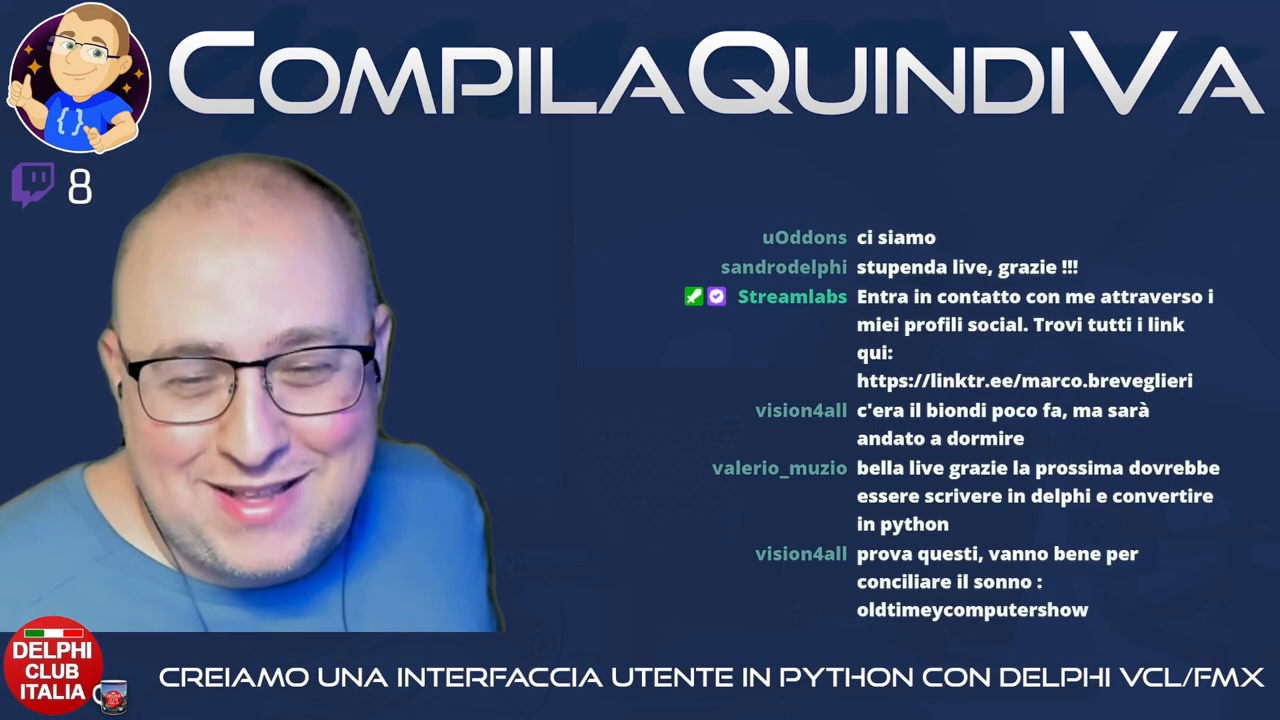 COMPILAQUINDIVA
{ }
8
uOddons ci siamo
sandrodelphi stupenda live, grazie !!!
Streamlabs Entra in contatto con me attraverso i
miei profili social. Trovi tutti i link
qui:
https://linktr.ee/marco.breveglieri
vision4all c'era il biondi poco fa, ma sarà
andato a dormire
valerio_muzio bella live grazie la prossima dovrebbe
essere scrivere in delphi e convertire
in python
vision4all prova questi, vanno bene per
conciliare il sonno :
oldtimeycomputershow
DELPHI
CLUB
ITALIA
CREIAMO UNA INTERFACCIA UTENTE IN PYTHON CON DELPHI VCL/FMX